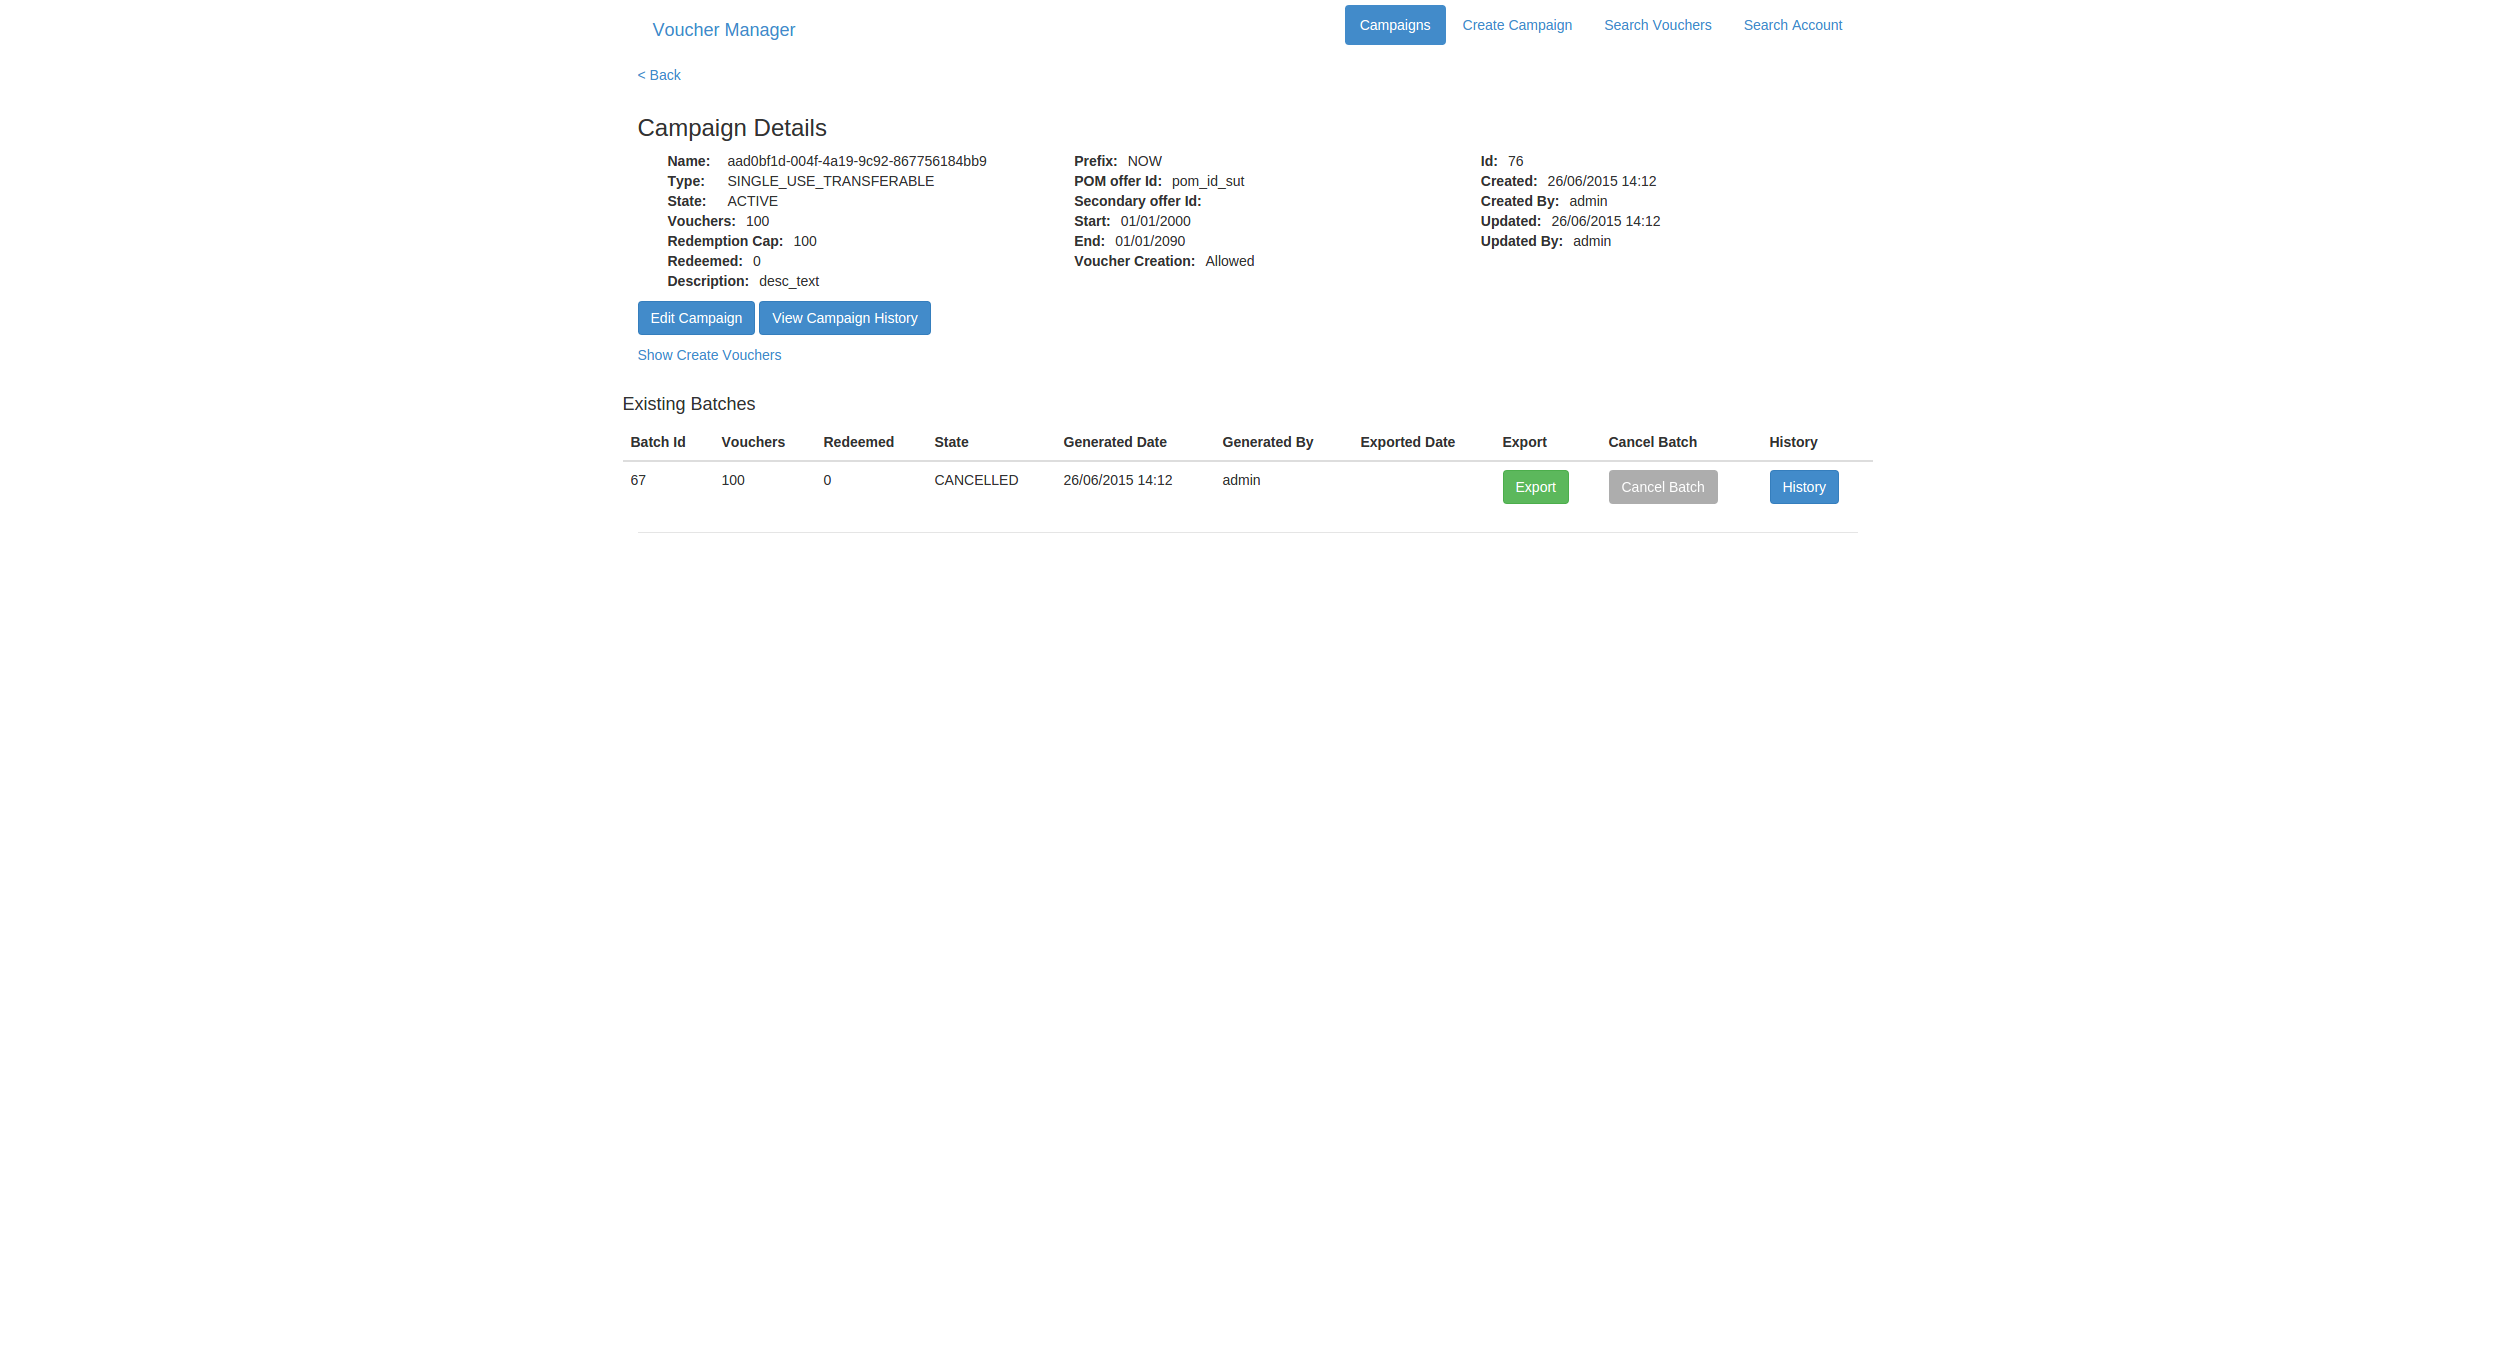 Voucher Manager Campaigns Create Campaign Search Vouchers Search Account
< Back
Campaign Details
Name: aad0bf1d-004f-4a19-9c92-867756184bb9
Type: SINGLE_USE_TRANSFERABLE
State: ACTIVE
Vouchers: 100
Redemption Cap: 100
Redeemed: 0
Description: desc_text
Prefix: NOW
POM offer Id: pom_id_sut
Secondary offer Id:
Start: 01/01/2000
End: 01/01/2090
Voucher Creation: Allowed
Id: 76
Created: 26/06/2015 14:12
Created By: admin
Updated: 26/06/2015 14:12
Updated By: admin
Edit Campaign View Campaign History
Show Create Vouchers
Existing Batches
Batch Id Vouchers Redeemed State Generated Date Generated By Exported Date Export Cancel Batch History
67 100 0 CANCELLED 26/06/2015 14:12 admin Export Cancel Batch History